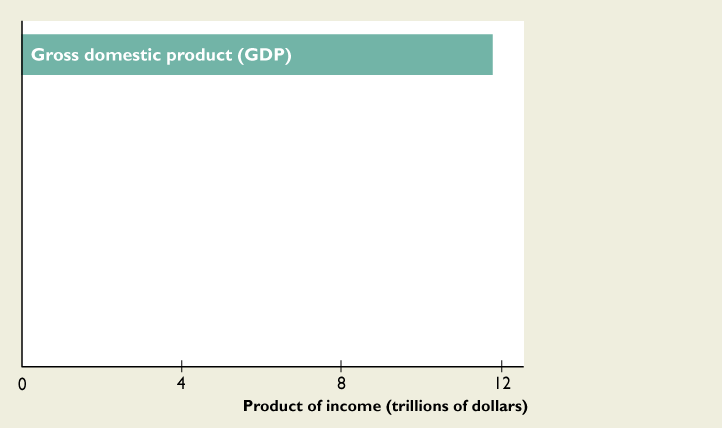 Gross domestic product (GDP)
0 4 8 12
Product of income (trillions of dollars)